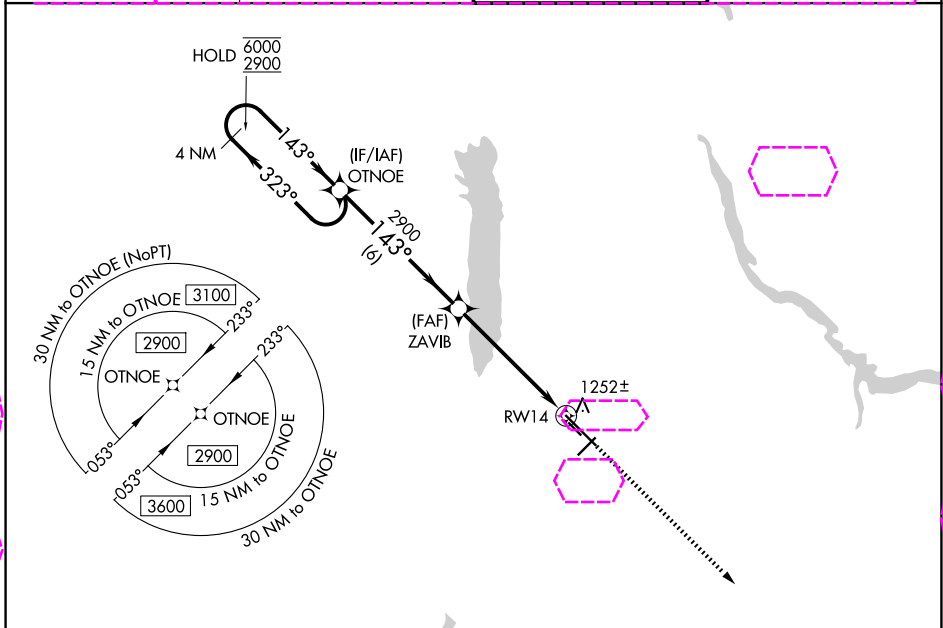 HOLD 6000
2900
4 NM
143°
323°
(IF/IAF)
OTNOE
2900
143°
(6)
(FAF)
ZAVIB
1252±
RW14
30 NM to OTNOE (NoPT)
3100
15 NM to OTNOE
233°
2900
OTNOE
053°
233°
OTNOE
2900
053°
15 NM to OTNOE
3600
30 NM to OTNOE